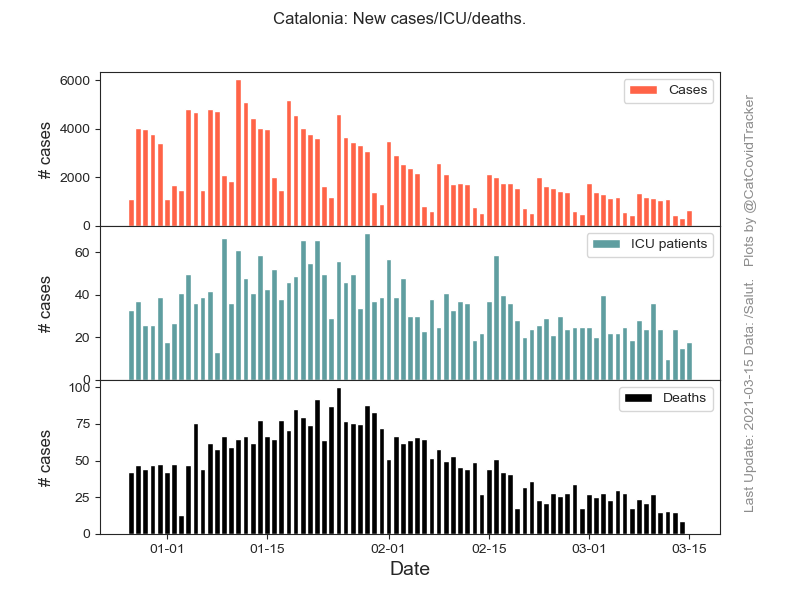 Catalonia: New cases/ICU/deaths.
6000
4000
2000
0
# cases
Cases
60
40
20
0
# cases
ICU patients
100
75
50
25
0
# cases
Deaths
01-01 01-15 02-01 02-15 03-01 03-15
Date
Last Update: 2021-03-15 Data: /Salut. Plots by @CatCovidTracker